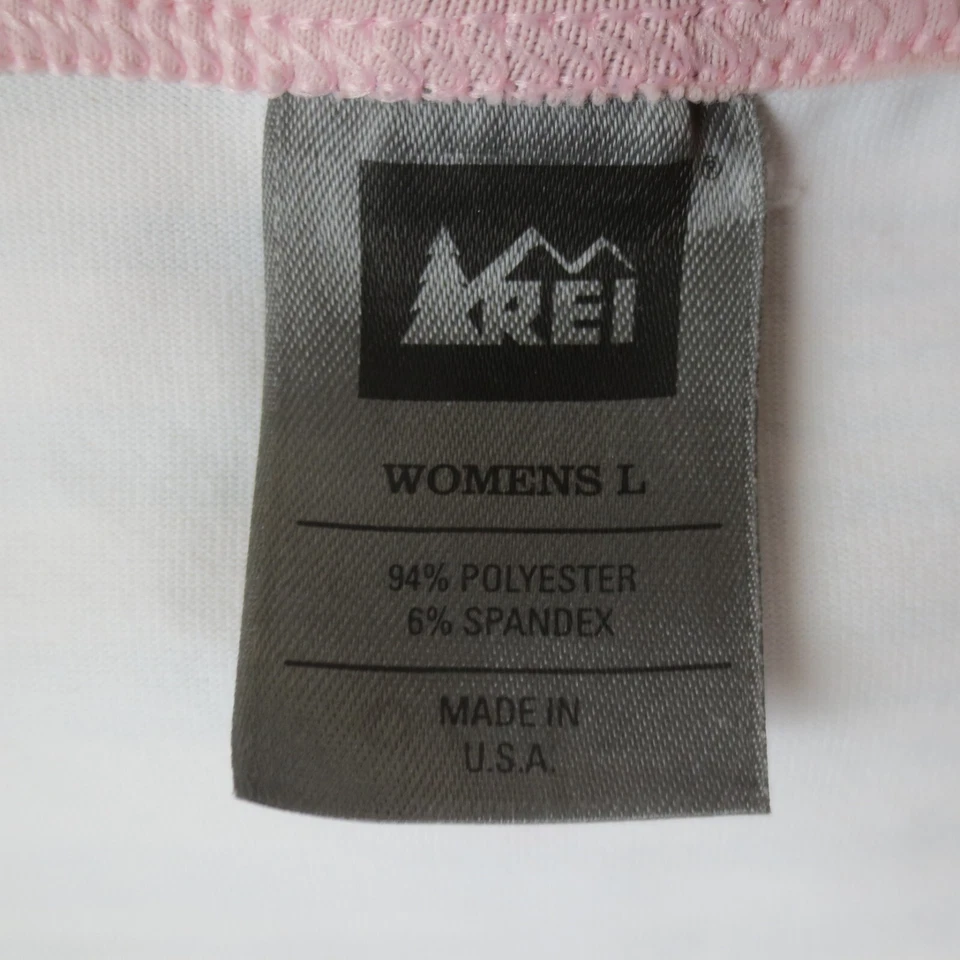 ®
REI
WOMENS L
94% POLYESTER
6% SPANDEX
MADE IN
U.S.A.